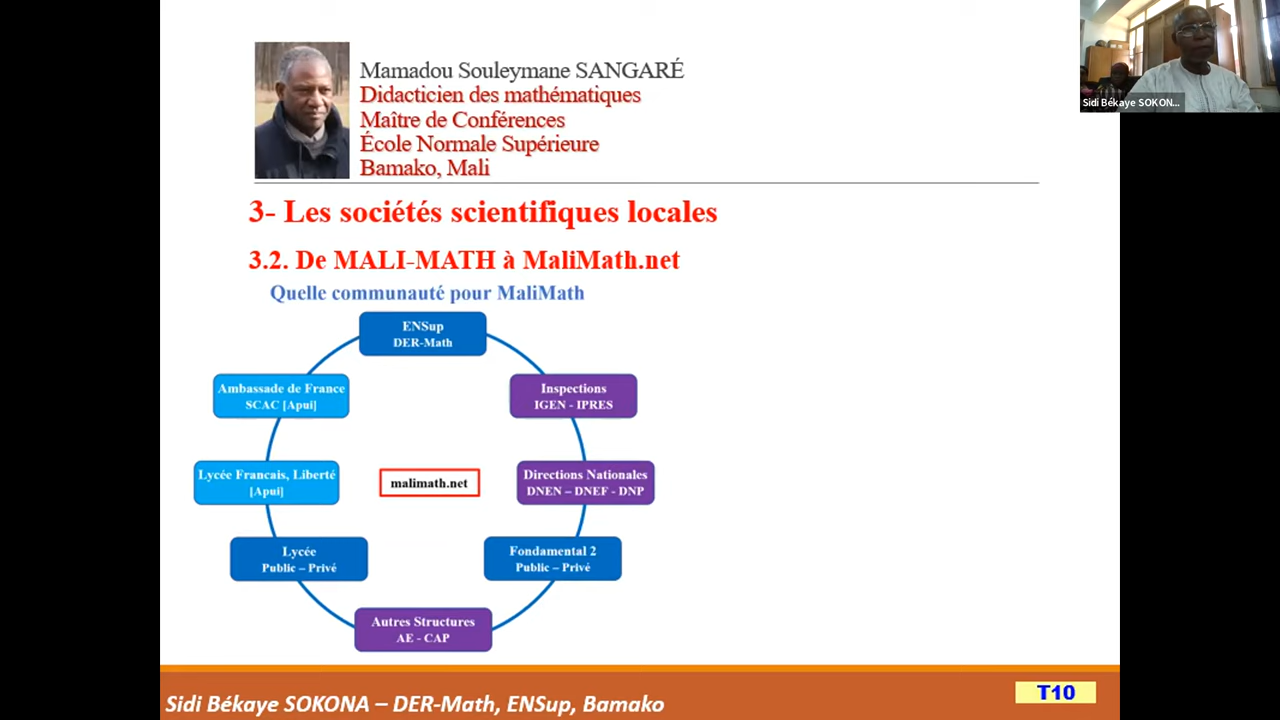 Mamadou Souleymane SANGARÉ
Didacticien des mathématiques
Maître de Conférences
École Normale Supérieure
Bamako, Mali
Sidi Békaye SOKON...
3- Les sociétés scientifiques locales
3.2. De MALI-MATH à MaliMath.net
Quelle communauté pour MaliMath
ENSup
DER-Math
Ambassade de France
SCAC [Apui]
Inspections
IGEN - IPRES
Lycée Francais, Liberté
[Apui]
malimath.net
Directions Nationales
DNEN – DNEF - DNP
Lycée
Public – Privé
Fondamental 2
Public – Privé
Autres Structures
AE - CAP
Sidi Békaye SOKONA – DER-Math, ENSup, Bamako
T10